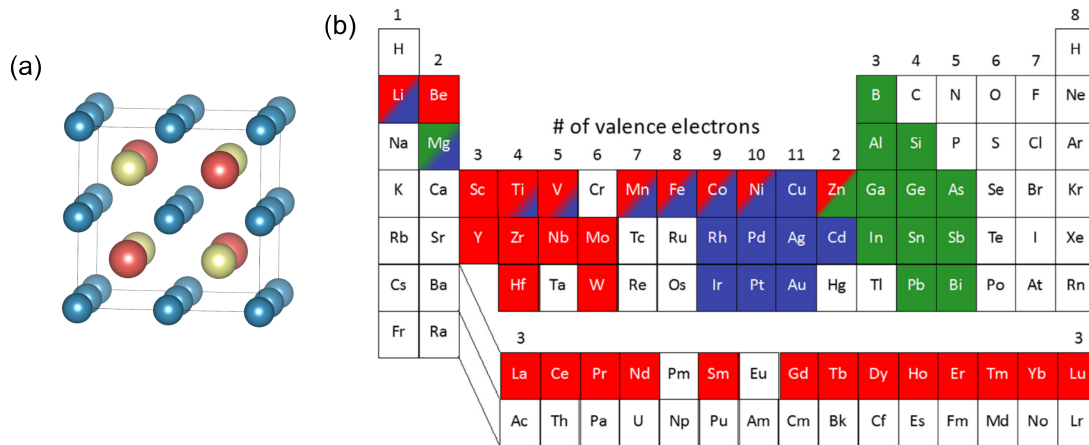 (a)
(b)
1 8
H 2 3 4 5 6 7 H
Li Be B C N O F Ne
# of valence electrons
Na Mg 3 4 5 6 7 8 9 10 11 2 Al Si P S Cl Ar
K Ca Sc Ti V Cr Mn Fe Co Ni Cu Zn Ga Ge As Se Br Kr
Rb Sr Y Zr Nb Mo Tc Ru Rh Pd Ag Cd In Sn Sb Te I Xe
Cs Ba Hf Ta W Re Os Ir Pt Au Hg Tl Pb Bi Po At Rn
Fr Ra
3 3
La Ce Pr Nd Pm Sm Eu Gd Tb Dy Ho Er Tm Yb Lu
Ac Th Pa U Np Pu Am Cm Bk Cf Es Fm Md No Lr